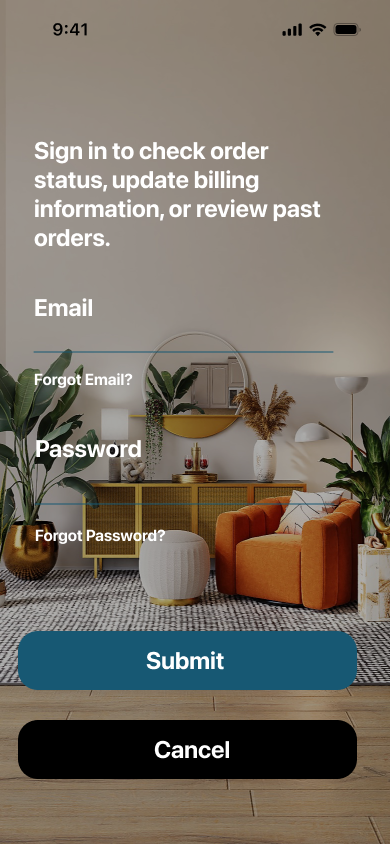 9:41
Sign in to check order
status, update billing
information, or review past
orders.
Email
Forgot Email?
Password
Forgot Password?
Submit
Cancel